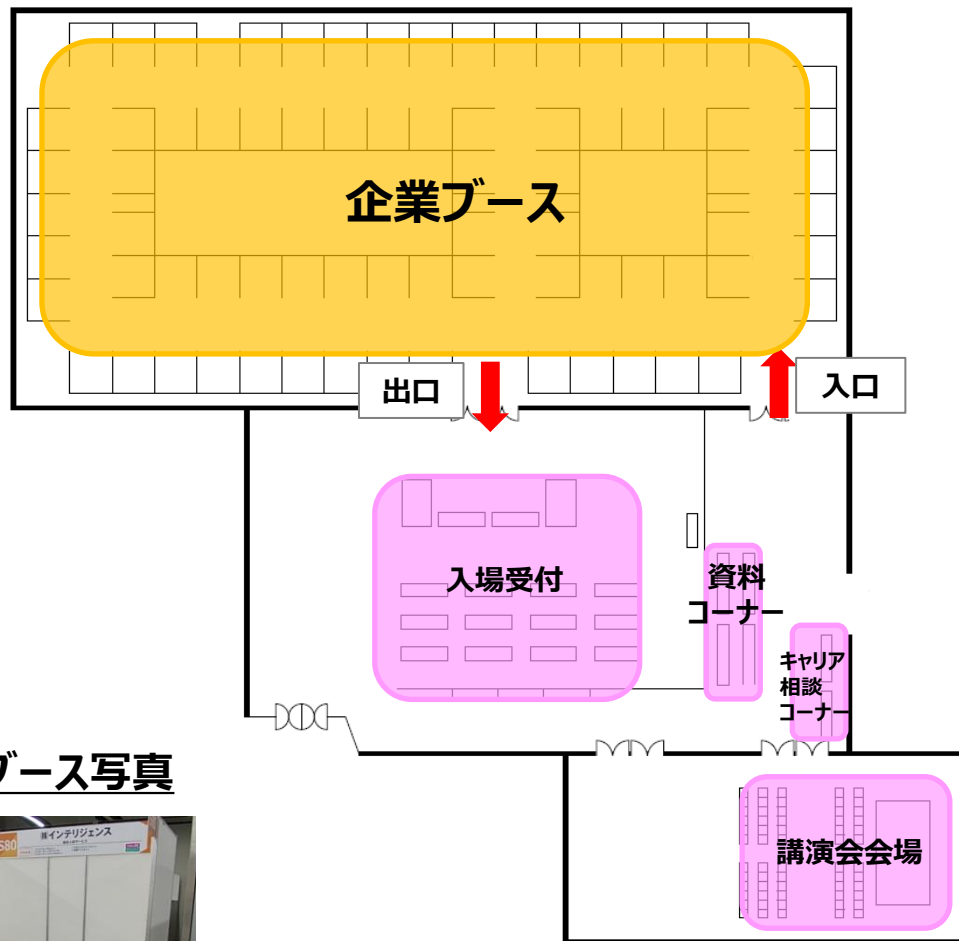 企業ブース
出口
入口
入場受付
資料
コーナー
キャリア
相談
コーナー
ブース写真
S80
㈱インテリジェンス
講演会会場